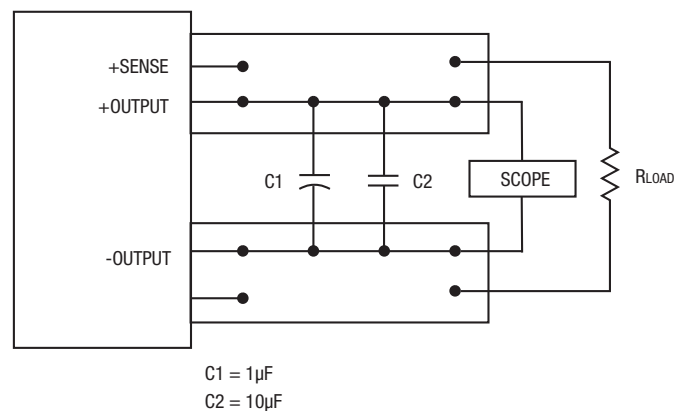 +SENSE
+OUTPUT
C1
C2
SCOPE
RLOAD
-OUTPUT
C1 = 1µF
C2 = 10µF